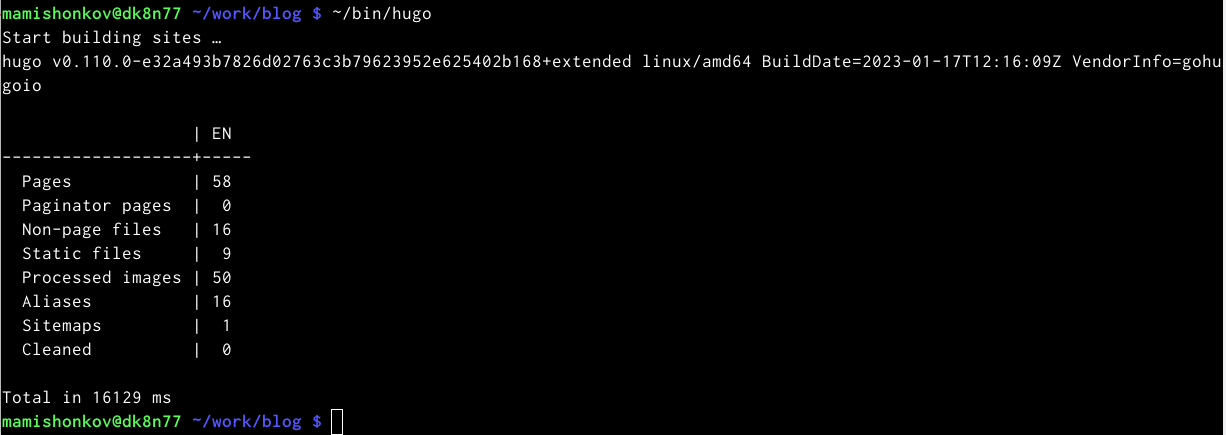 mamishonkov@dk8n77 ~/work/blog $ ~/bin/hugo
Start building sites …
hugo v0.110.0-e32a493b7826d02763c3b79623952e625402b168+extended linux/amd64 BuildDate=2023-01-17T12:16:09Z VendorInfo=gohu
goio
                   | EN
-------------------+-----
  Pages            | 58
  Paginator pages  |  0
  Non-page files   | 16
  Static files     |  9
  Processed images | 50
  Aliases          | 16
  Sitemaps         |  1
  Cleaned          |  0
Total in 16129 ms
mamishonkov@dk8n77 ~/work/blog $